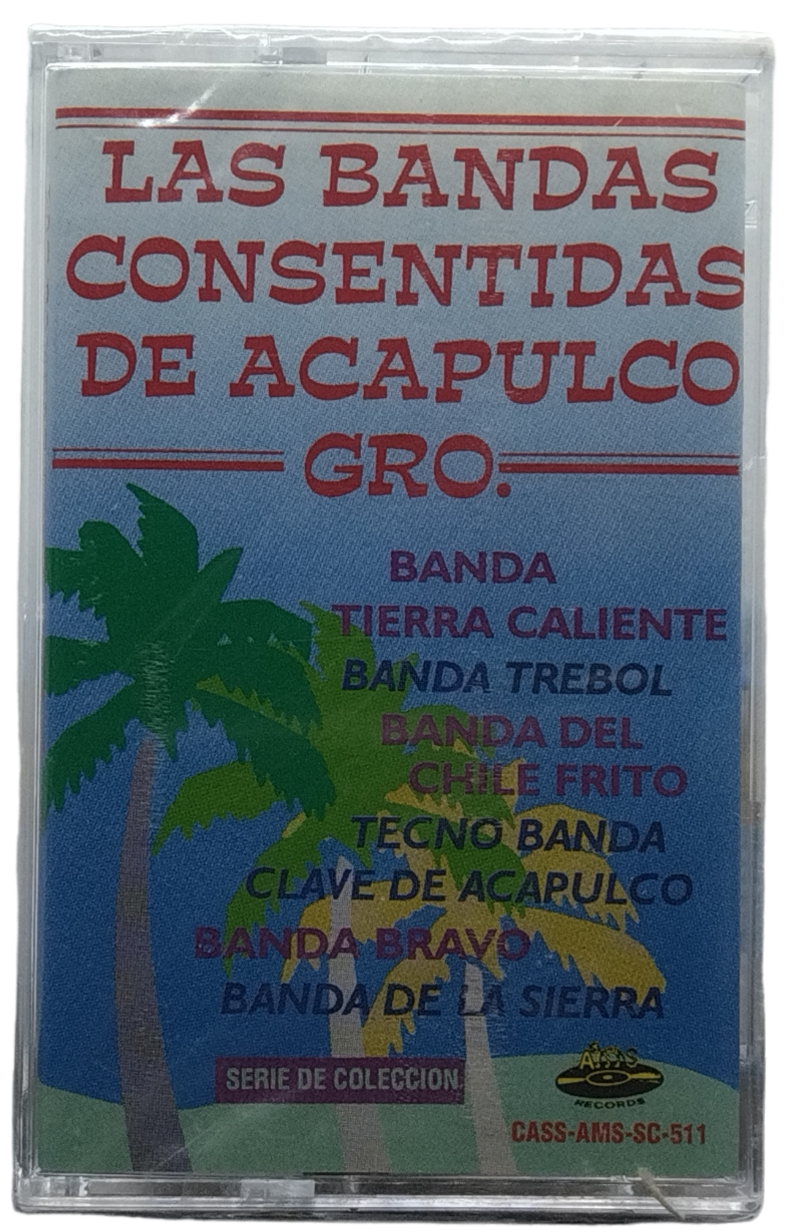 LAS BANDAS
CONSENTIDAS
DE ACAPULCO
GRO.
BANDA
TIERRA CALIENTE
BANDA TREBOL
BANDA DEL
CHILE FRITO
TECNO BANDA
CLAVE DE ACAPULCO
BANDA BRAVO
BANDA DE LA SIERRA
SERIE DE COLECCION
RECORDS
CASS-AMS-SC-511